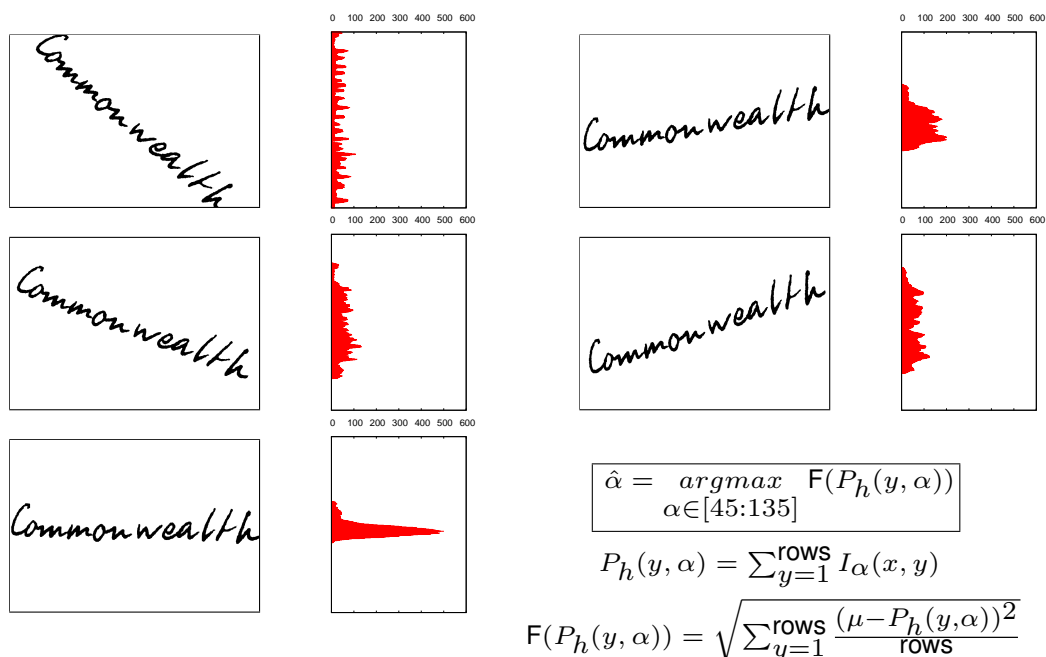 0 100 200 300 400 500 600
Commonwealth
0 100 200 300 400 500 600
Commonwealth
0 100 200 300 400 500 600
Commonwealth
0 100 200 300 400 500 600
Commonwealth
0 100 200 300 400 500 600
Commonwealth
α̂ = argmax F(P_h(y, α))
α∈[45:135]
P_h(y, α) = ∑_{y=1}^{rows} I_α(x, y)
F(P_h(y, α)) = √(∑_{y=1}^{rows} (μ−P_h(y,α))² / rows)